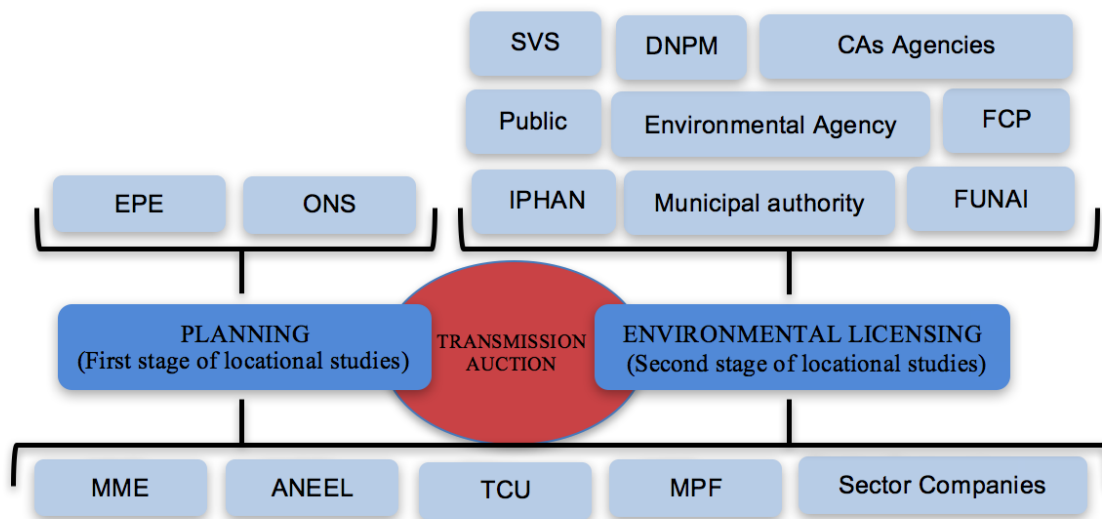 SVS
DNPM
CAs Agencies
Public
Environmental Agency
FCP
IPHAN
Municipal authority
FUNAI
EPE
ONS
PLANNING
(First stage of locational studies)
TRANSMISSION
AUCTION
ENVIRONMENTAL LICENSING
(Second stage of locational studies)
MME
ANEEL
TCU
MPF
Sector Companies